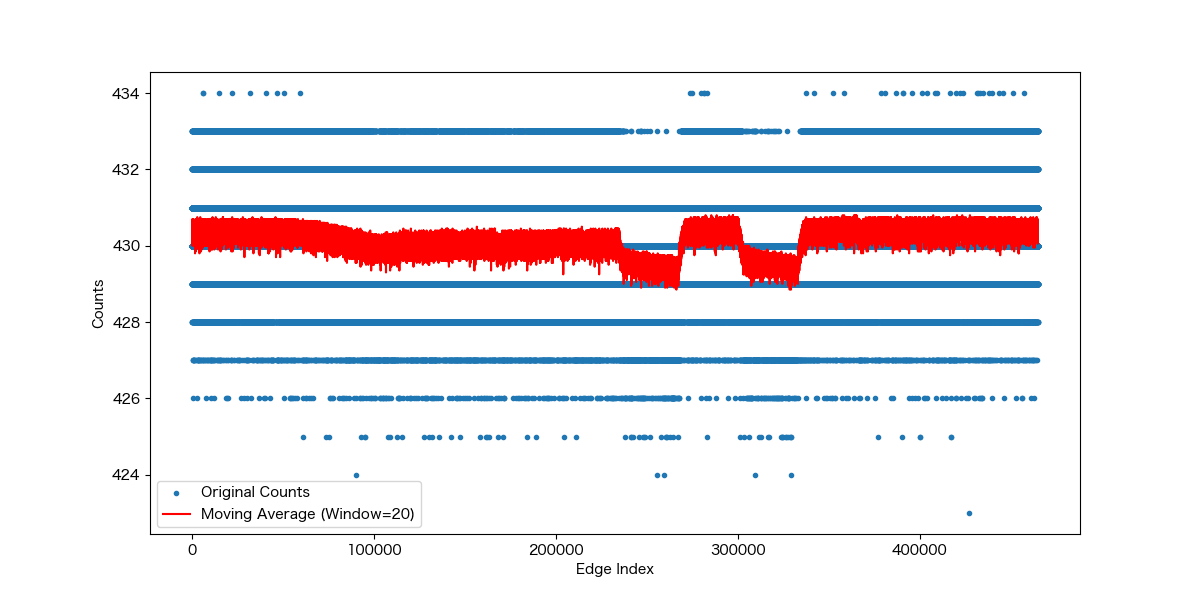 434
432
430
428
426
424
Counts
Original Counts
Moving Average (Window=20)
0
100000
200000
300000
400000
Edge Index